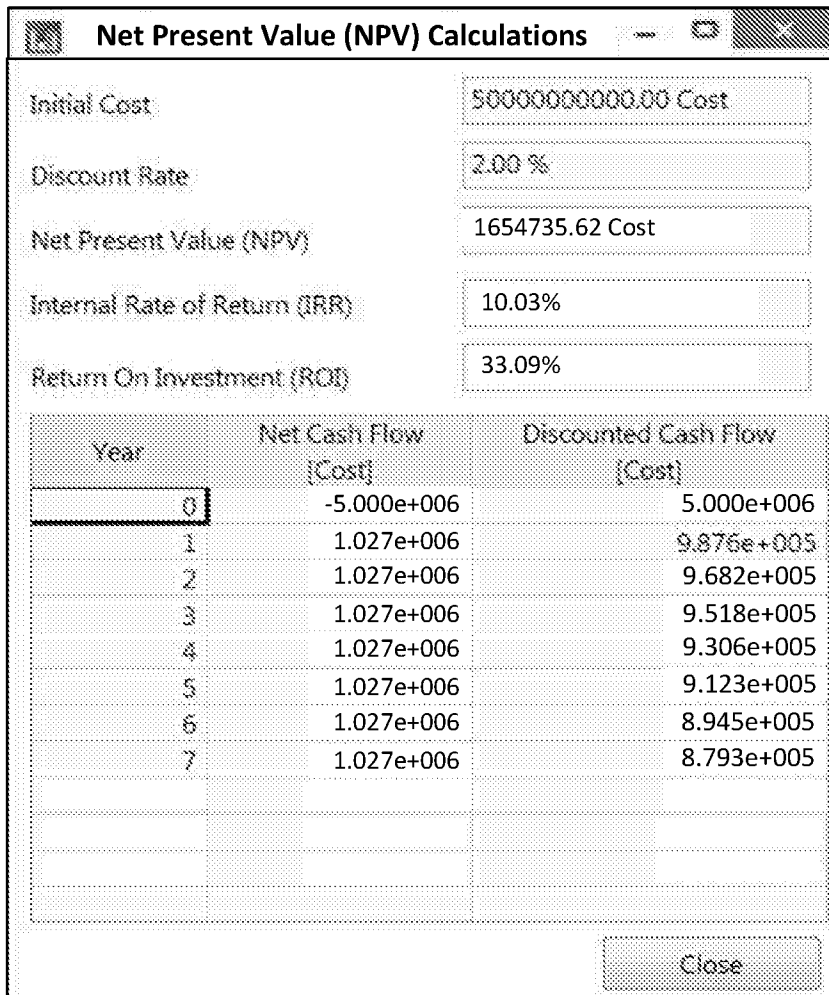 Net Present Value (NPV) Calculations
Initial Cost 50000000000.00 Cost
Discount Rate 2.00 %
Net Present Value (NPV) 1654735.62 Cost
Internal Rate of Return (IRR) 10.03%
Return On Investment (ROI) 33.09%
Year Net Cash Flow [Cost] Discounted Cash Flow [Cost]
0 -5.000e+006 5.000e+006
1 1.027e+006 9.876e+005
2 1.027e+006 9.682e+005
3 1.027e+006 9.518e+005
4 1.027e+006 9.306e+005
5 1.027e+006 9.123e+005
6 1.027e+006 8.945e+005
7 1.027e+006 8.793e+005
Close